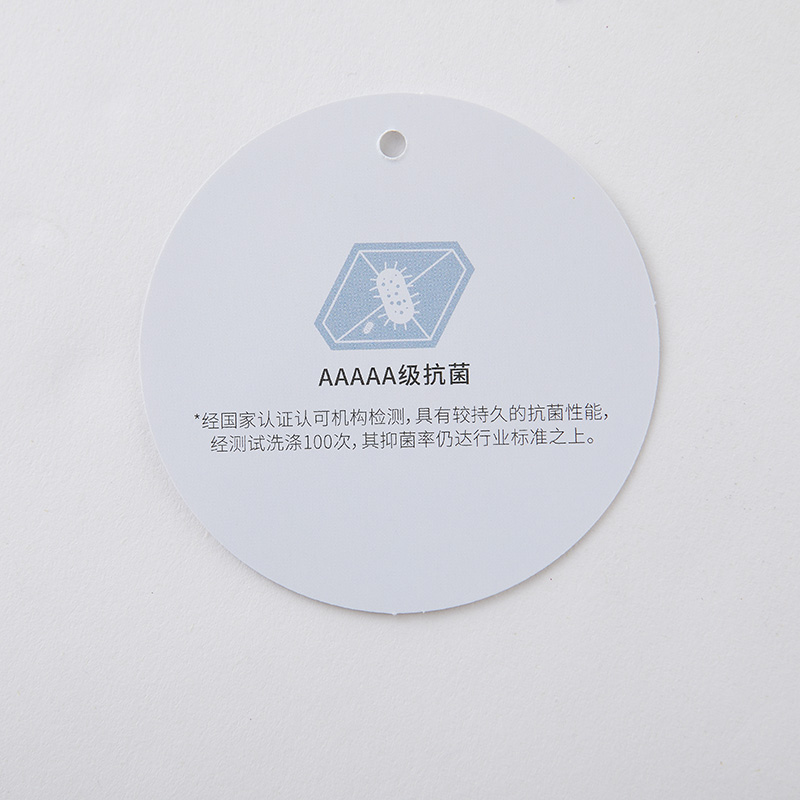 AAAAA级抗菌
*经国家认证认可机构检测，具有较持久的抗菌性能，
经测试洗涤100次，其抑菌率仍达行业标准之上。